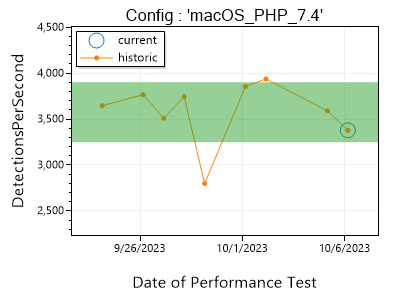 Config : 'macOS_PHP_7.4'
current
historic
4,500
4,000
3,500
3,000
2,500
DetectionsPerSecond
9/26/2023 10/1/2023 10/6/2023
Date of Performance Test